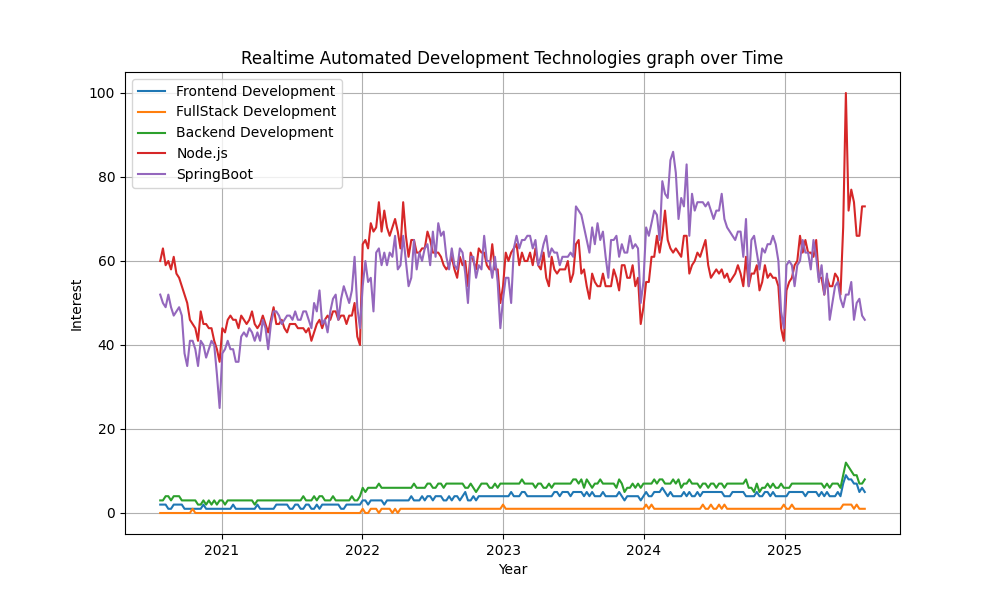 Realtime Automated Development Technologies graph over Time
100
80
60
40
20
0
Interest
Frontend Development
FullStack Development
Backend Development
Node.js
SpringBoot
2021
2022
2023
2024
2025
Year